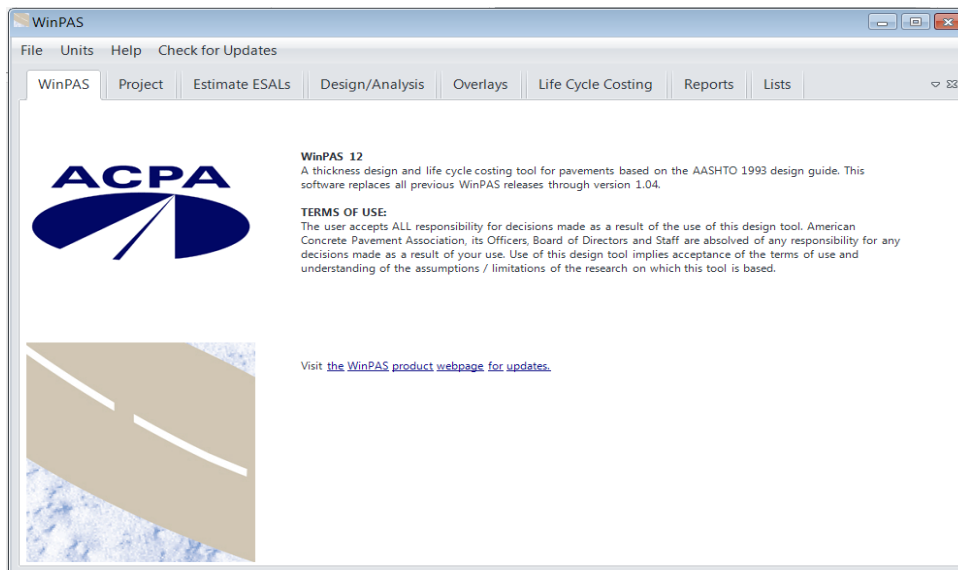 WinPAS
File Units Help Check for Updates
WinPAS Project Estimate ESALs Design/Analysis Overlays Life Cycle Costing Reports Lists
ACPA
WinPAS 12
A thickness design and life cycle costing tool for pavements based on the AASHTO 1993 design guide. This
software replaces all previous WinPAS releases through version 1.04.
TERMS OF USE:
The user accepts ALL responsibility for decisions made as a result of the use of this design tool. American
Concrete Pavement Association, its Officers, Board of Directors and Staff are absolved of any responsibility for any
decisions made as a result of your use. Use of this design tool implies acceptance of the terms of use and
understanding of the assumptions / limitations of the research on which this tool is based.
Visit the WinPAS product webpage for updates.